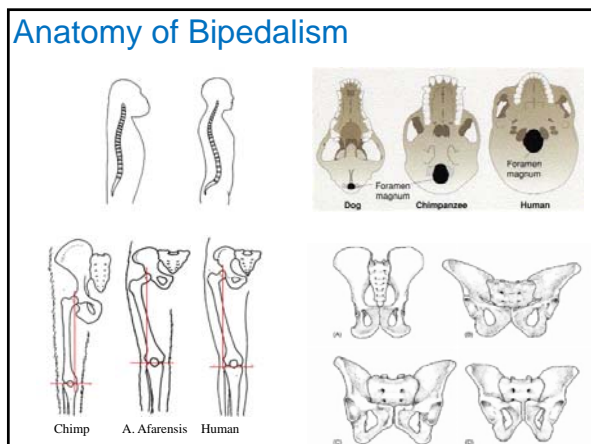 Anatomy of Bipedalism
Foramen
magnum
Foramen
magnum
Dog
Chimpanzee
Human
Chimp
A. Afarensis
Human
(A)
(B)
(C)